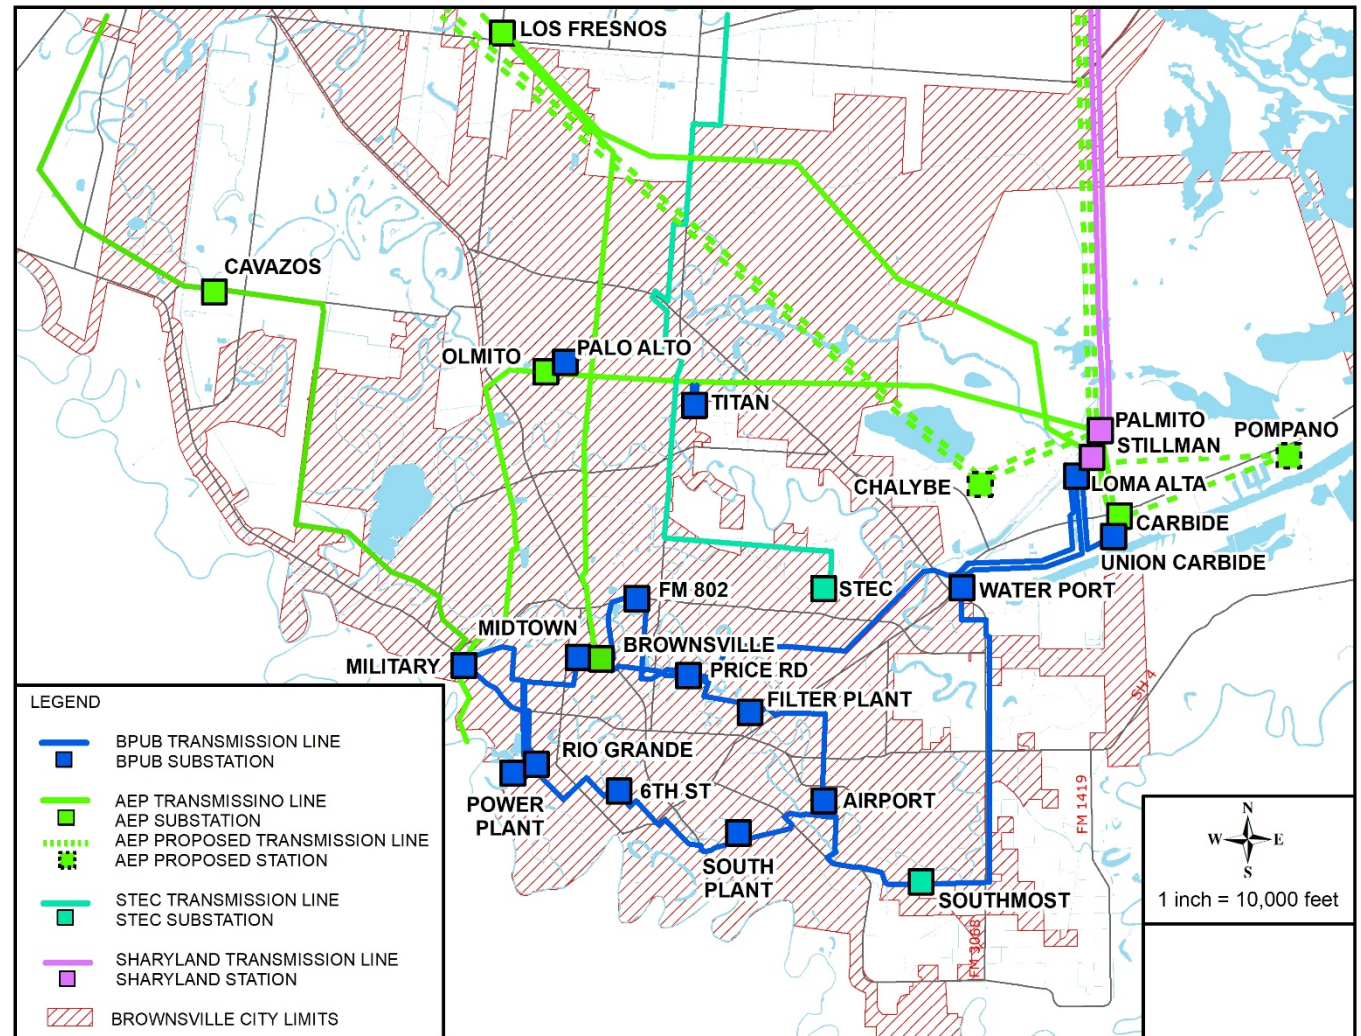 LOS FRESNOS
CAVAZOS
OLMITO
PALO ALTO
TITAN
PALMITO
STILLMAN
POMPANO
CHALYBE
LOMA ALTA
CARBIDE
UNION CARBIDE
WATER PORT
STEC
FM 802
MIDTOWN
BROWNSVILLE
MILITARY
PRICE RD
FILTER PLANT
SH 4
RIO GRANDE
6TH ST
POWER
PLANT
AIRPORT
SOUTH
PLANT
SOUTHMOST
FM 1419
FM 3068
LEGEND
BPUB TRANSMISSION LINE
BPUB SUBSTATION
AEP TRANSMISSINO LINE
AEP SUBSTATION
AEP PROPOSED TRANSMISSION LINE
AEP PROPOSED STATION
STEC TRANSMISSION LINE
STEC SUBSTATION
SHARYLAND TRANSMISSION LINE
SHARYLAND STATION
BROWNSVILLE CITY LIMITS
N
W E
S
1 inch = 10,000 feet